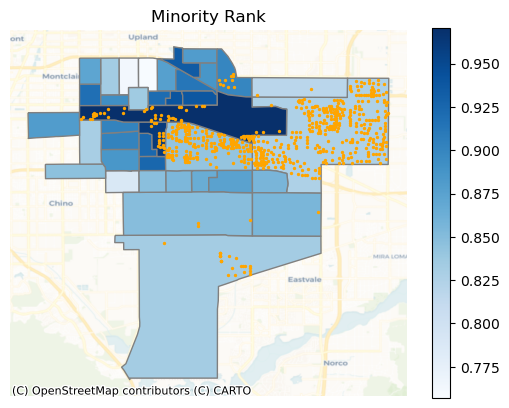 Minority Rank
ont
Upland
Montclair
Chino
Eastvale
MIRA LOMA
Norco
(C) OpenStreetMap contributors (C) CARTO
0.950
0.925
0.900
0.875
0.850
0.825
0.800
0.775